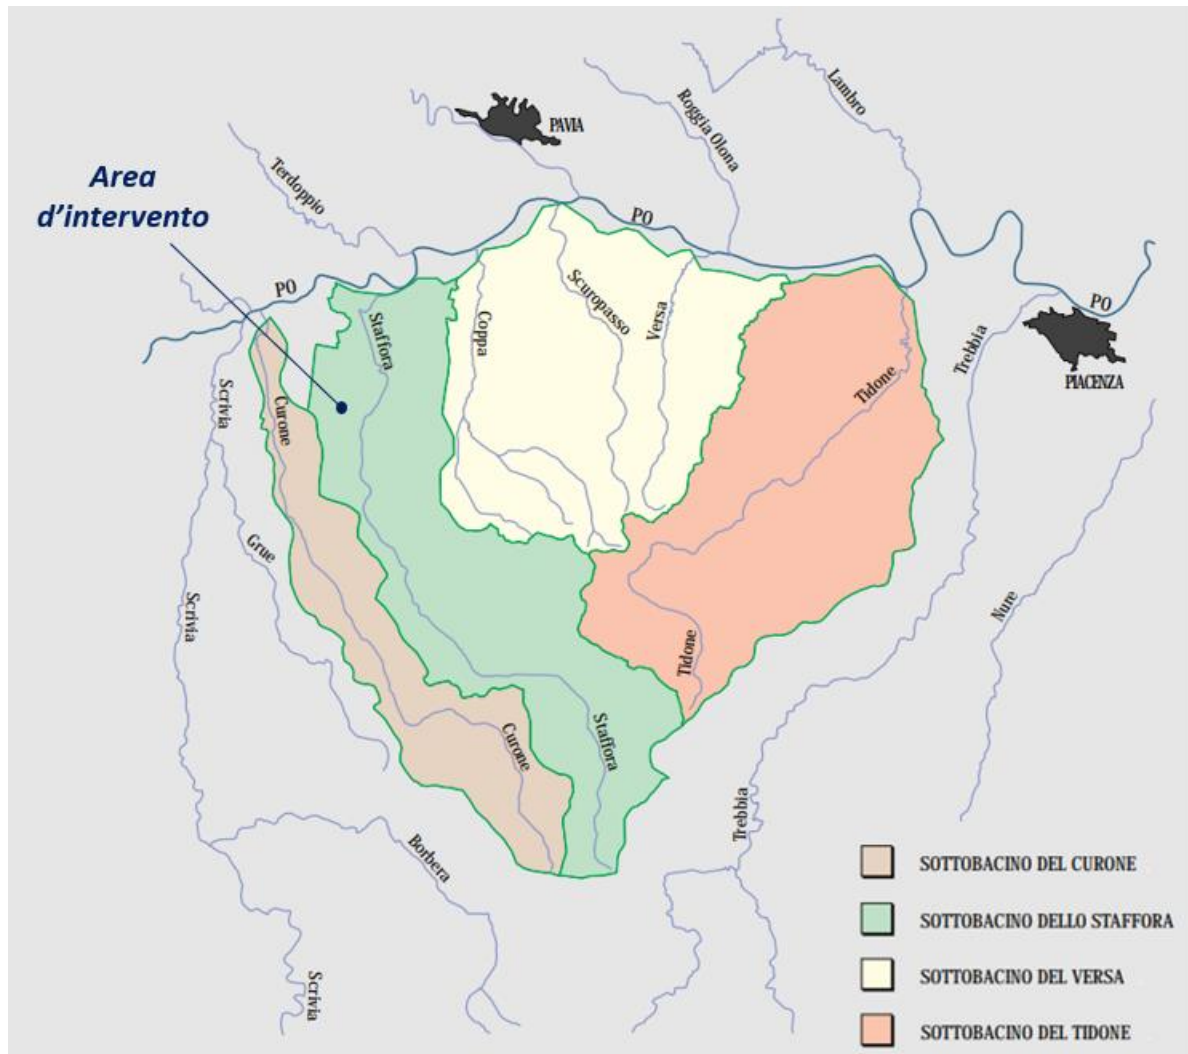 Lambro
Roggia Olona
PAVIA
Terdoppio
Area
d'intervento
PO
PO
PO
Scuropasso
Versa
Coppa
Staffora
Trebbia
PIACENZA
Tidone
Scrivia
Curone
Grue
Scrivia
Nure
Tidone
Staffora
Curone
Trebbia
Borbera
Scrivia
SOTTOBACINO DEL CURONE
SOTTOBACINO DELLO STAFFORA
SOTTOBACINO DEL VERSA
SOTTOBACINO DEL TIDONE